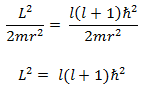 L²/2mr² = l(l + 1)ħ²/2mr²
L² = l(l + 1)ħ²